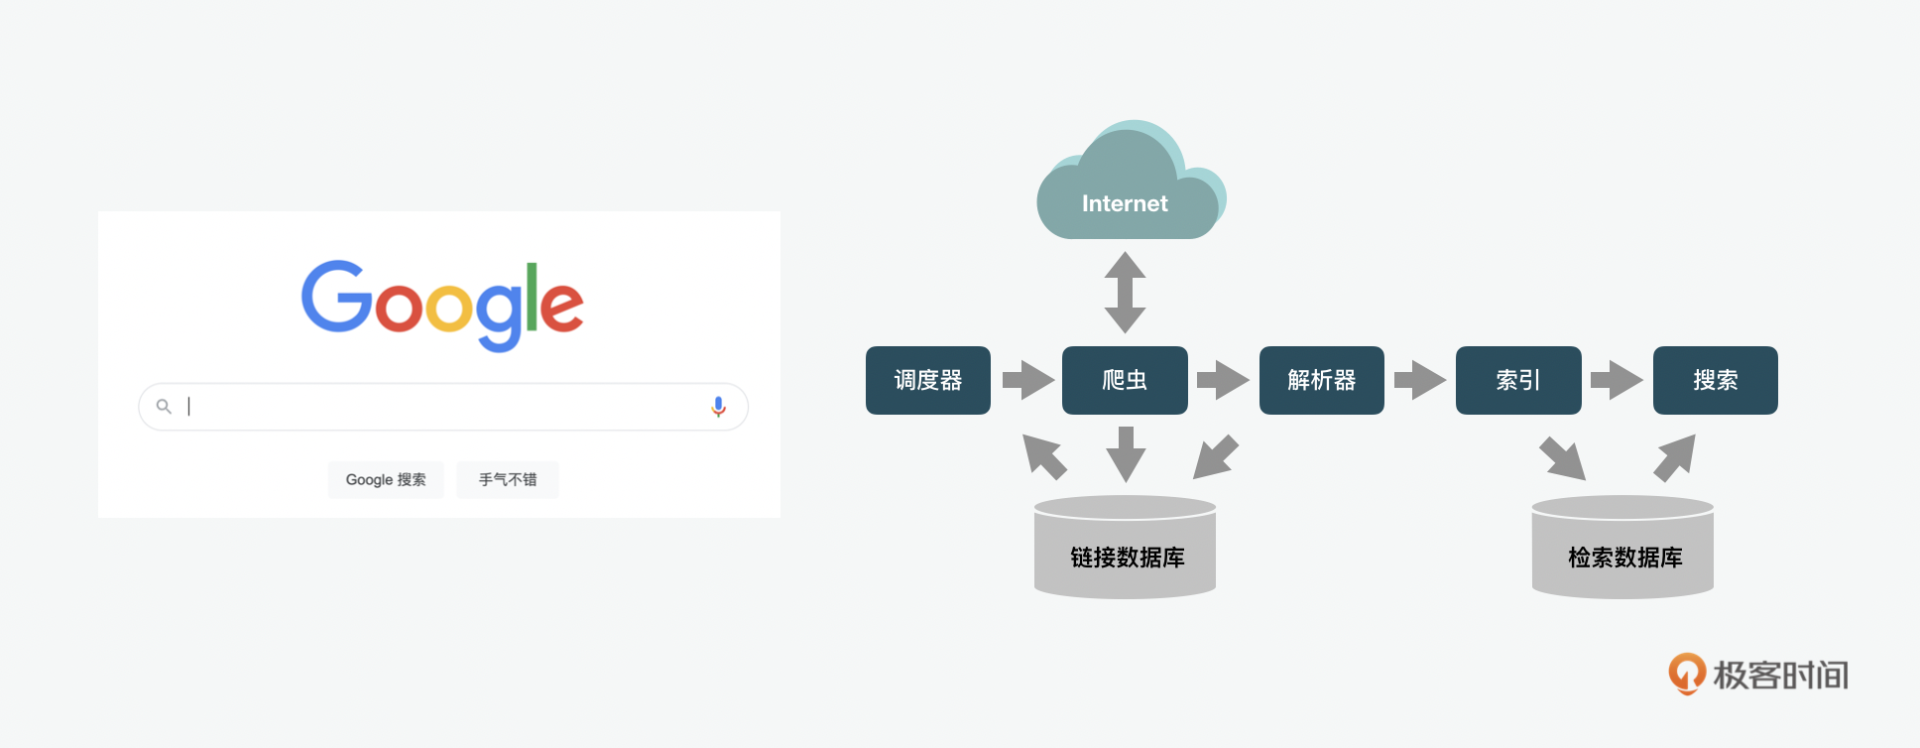 Google
Google 搜索
手气不错
Internet
调度器
爬虫
解析器
索引
搜索
链接数据库
检索数据库
极客时间